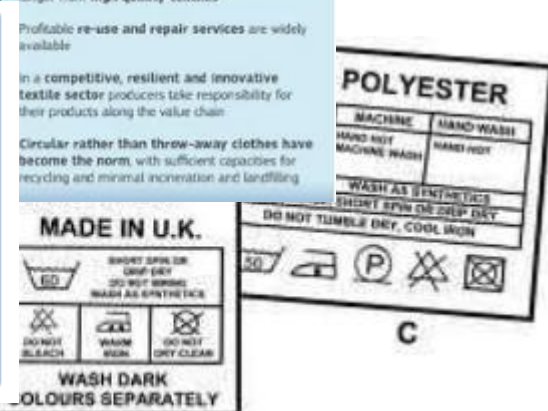 longer with high quality textiles
Profitable re-use and repair services are widely
available
In a competitive, resilient and innovative
textile sector producers take responsibility for
their products along the value chain
Circular rather than throw-away clothes have
become the norm, with sufficient capacities for
recycling and minimal incineration and landfilling
POLYESTER
MACHINE HAND WASH
HAND HOT HAND HOT
MACHINE WASH
WASH AS SYNTHETICS
SHORT SPIN OR DRIP DRY
DO NOT TUMBLE DRY, COOL IRON
50 P
C
MADE IN U.K.
60
SHORT SPIN OR
DRIP DRY
DO NOT WRING
WASH AS SYNTHETICS
DO NOT WARM DO NOT
BLEACH IRON DRY CLEAN
WASH DARK
COLOURS SEPARATELY